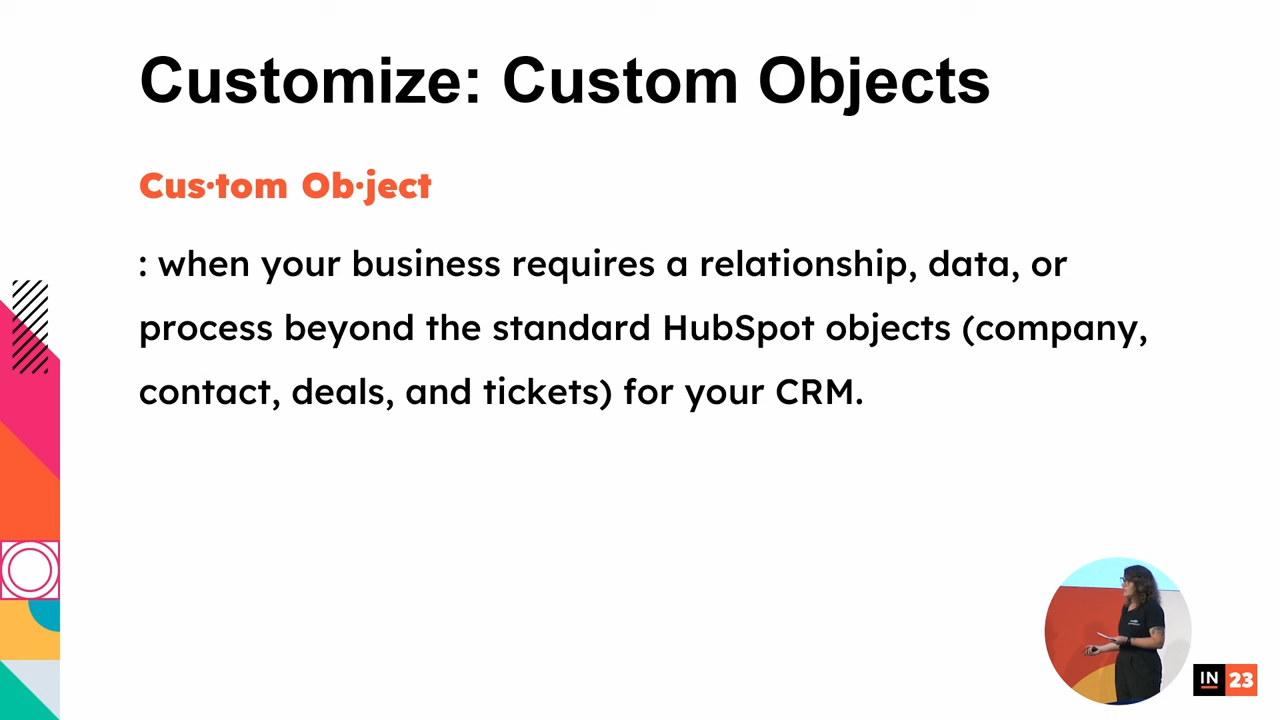 Customize: Custom Objects
Cus·tom Ob·ject
: when your business requires a relationship, data, or
process beyond the standard HubSpot objects (company,
contact, deals, and tickets) for your CRM.
IN 23